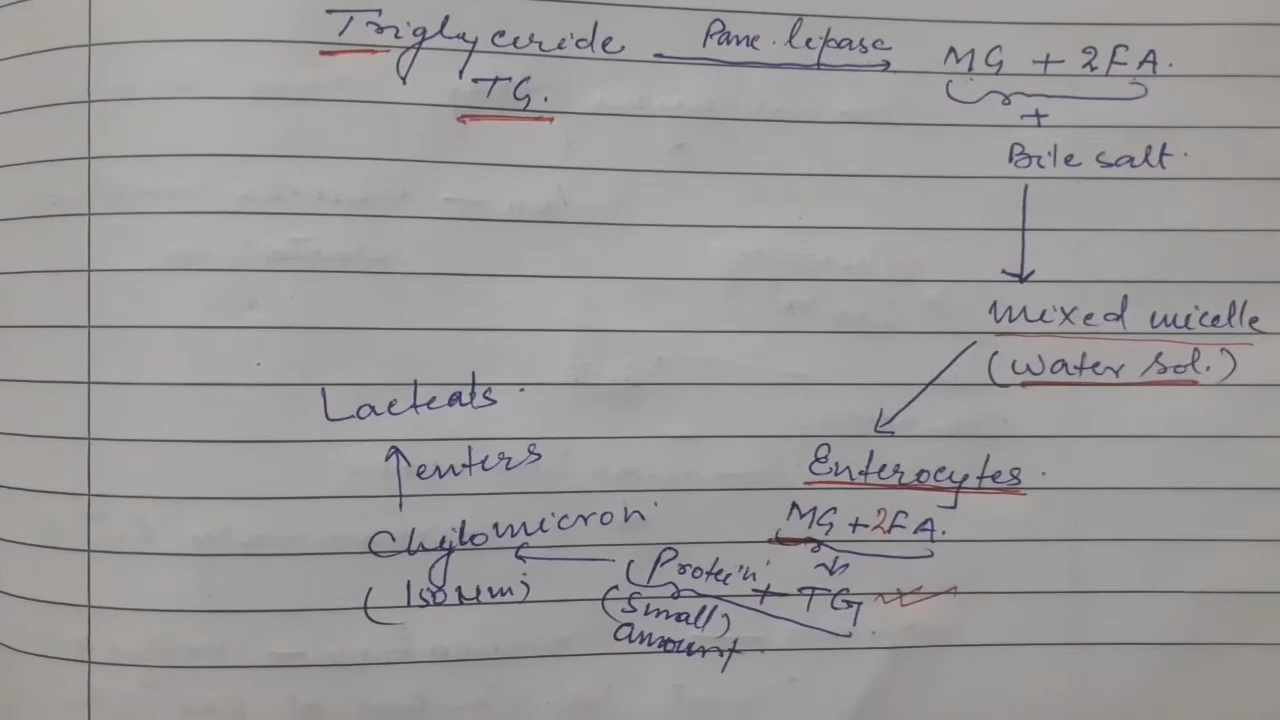 Triglyceride Panc. lipase MG + 2FA.
TG.
+
Bile salt.
mixed micelle
(water sol.)
Lacteals.
enters
Enterocytes.
MG + 2FA.
Chylomicron
(Protein + TG
(small)
amount